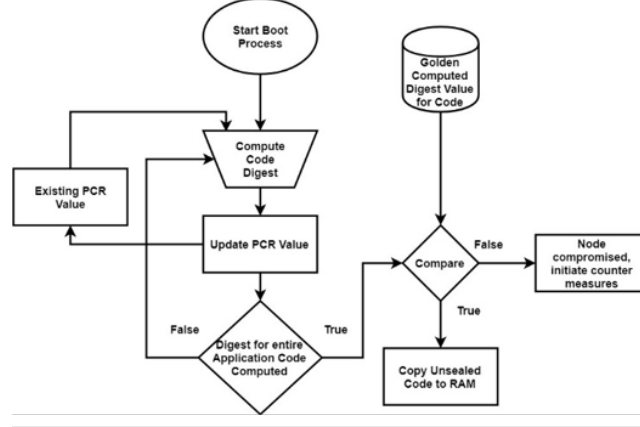 Start Boot
Process
Golden
Computed
Digest Value
for Code
Compute
Code
Digest
Existing PCR
Value
Update PCR Value
Compare
False
Node
compromised,
initiate counter
measures
False
True
True
Digest for entire
Application Code
Computed
Copy Unsealed
Code to RAM